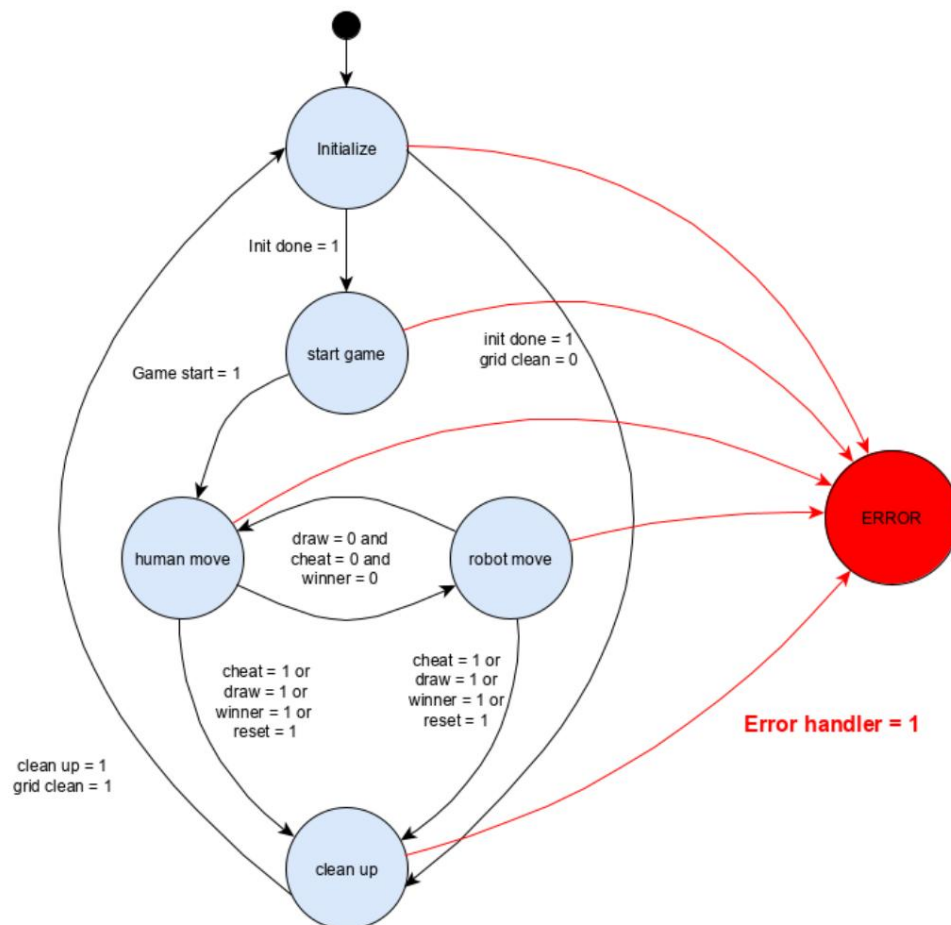 Initialize
Init done = 1
start game
init done = 1
grid clean = 0
Game start = 1
ERROR
human move
draw = 0 and
cheat = 0 and
winner = 0
robot move
cheat = 1 or
draw = 1 or
winner = 1 or
reset = 1
cheat = 1 or
draw = 1 or
winner = 1 or
reset = 1
Error handler = 1
clean up = 1
grid clean = 1
clean up